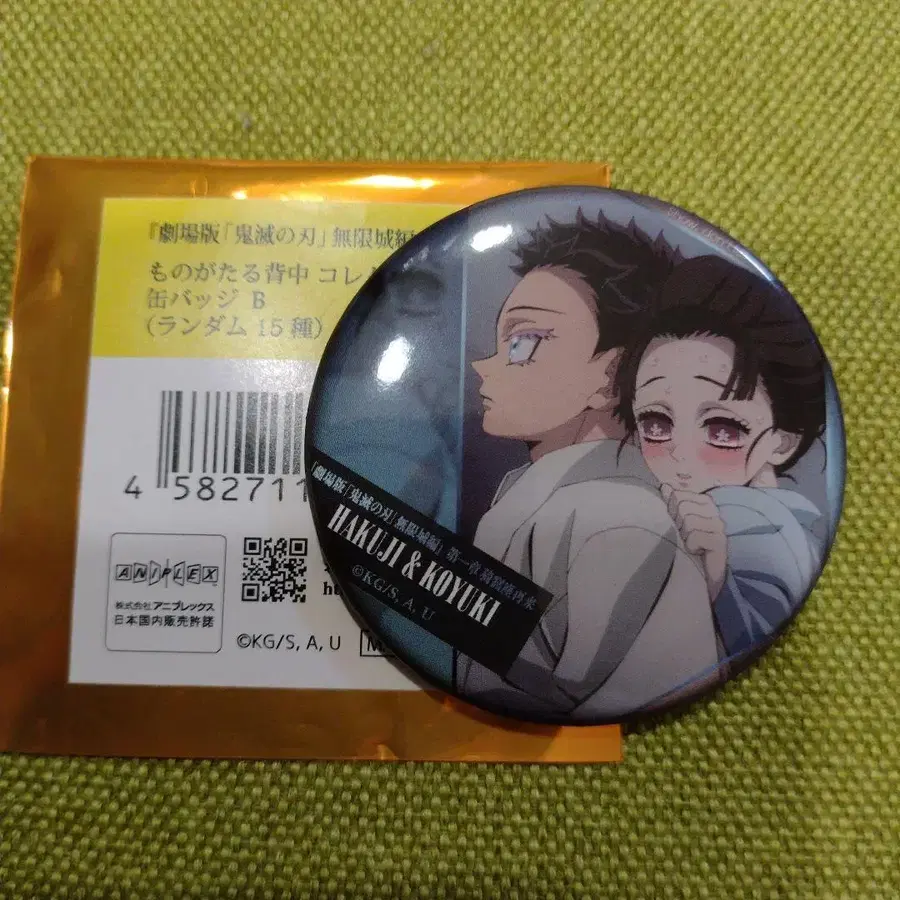 『劇場版「鬼滅の刃」無限城編
ものがたる背中 コレ
缶バッジ B
(ランダム 15種)
4 582711
ANIPLEX
株式会社 アニプレックス
日本国内販売許諾
©KG/S, A, U
「劇場版「鬼滅の刃」無限城編」第一章 猗窩座再来
HAKUJI & KOYUKI
©KG/S, A, U